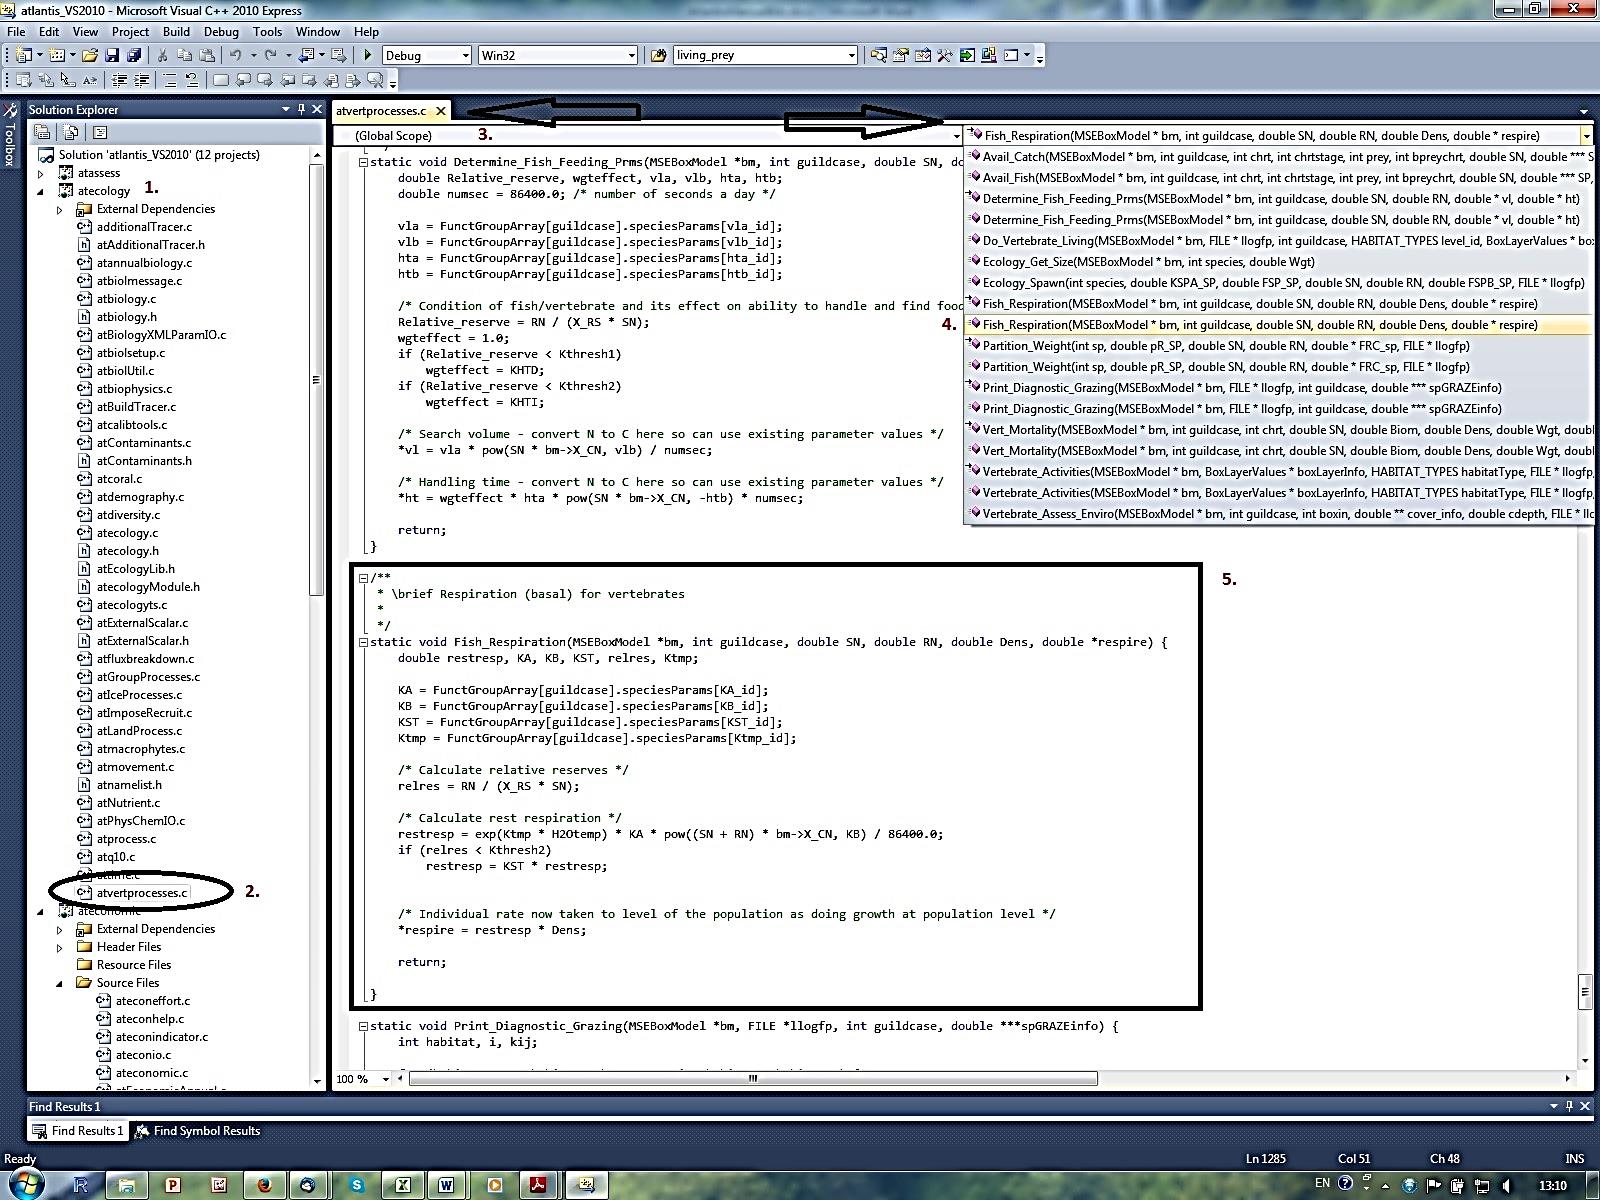 atlantis_VS2010 - Microsoft Visual C++ 2010 Express
File Edit View Project Build Debug Tools Window Help
Debug Win32 living_prey
Toolbox
Solution Explorer
Solution 'atlantis_VS2010' (12 projects)
atassess
atecology 1.
External Dependencies
additionalTracer.c
atAdditionalTracer.h
atannualbiology.c
atbiolmessage.c
atbiology.c
atbiology.h
atBiologyXMLParamIO.c
atbiolsetup.c
atbiolUtil.c
atbiophysics.c
atBuildTracer.c
atcalibtools.c
atContaminants.c
atContaminants.h
atcoral.c
atdemography.c
atdiversity.c
atecology.c
atecology.h
atEcologyLib.h
atecologyModule.h
atecologyts.c
atExternalScalar.c
atExternalScalar.h
atfluxbreakdown.c
atGroupProcesses.c
atIceProcesses.c
atImposeRecruit.c
atLandProcess.c
atmacrophytes.c
atmovement.c
atnamelist.h
atNutrient.c
atPhysChemIO.c
atprocess.c
atq10.c
attime.c
atvertprocesses.c 2.
ateconomic
External Dependencies
Header Files
Resource Files
Source Files
ateconeffort.c
ateconhelp.c
ateconindicator.c
ateconio.c
ateconomic.c
atEconomicAnnual.c
atvertprocesses.c
(Global Scope) 3.
Fish_Respiration(MSEBoxModel * bm, int guildcase, double SN, double RN, double Dens, double * respire)
Avail_Catch(MSEBoxModel * bm, int guildcase, int chrt, int chrtstage, int prey, int bpreychrt, double SN, double *** S
Avail_Fish(MSEBoxModel * bm, int guildcase, int chrt, int chrtstage, int prey, int bpreychrt, double SN, double *** SP,
Determine_Fish_Feeding_Prms(MSEBoxModel * bm, int guildcase, double SN, double RN, double * vl, double * ht)
Determine_Fish_Feeding_Prms(MSEBoxModel * bm, int guildcase, double SN, double RN, double * vl, double * ht)
Do_Vertebrate_Living(MSEBoxModel * bm, FILE * llogfp, int guildcase, HABITAT_TYPES level_id, BoxLayerValues * box
Ecology_Get_Size(MSEBoxModel * bm, int species, double Wgt)
Ecology_Spawn(int species, double KSPA_SP, double FSP_SP, double SN, double RN, double FSPB_SP, FILE * llogfp)
Fish_Respiration(MSEBoxModel * bm, int guildcase, double SN, double RN, double Dens, double * respire)
4. Fish_Respiration(MSEBoxModel * bm, int guildcase, double SN, double RN, double Dens, double * respire)
Partition_Weight(int sp, double pR_SP, double SN, double RN, double * FRC_sp, FILE * llogfp)
Partition_Weight(int sp, double pR_SP, double SN, double RN, double * FRC_sp, FILE * llogfp)
Print_Diagnostic_Grazing(MSEBoxModel * bm, FILE * llogfp, int guildcase, double *** spGRAZEinfo)
Print_Diagnostic_Grazing(MSEBoxModel * bm, FILE * llogfp, int guildcase, double *** spGRAZEinfo)
Vert_Mortality(MSEBoxModel * bm, int guildcase, int chrt, double SN, double Biom, double Dens, double Wgt, doubl
Vert_Mortality(MSEBoxModel * bm, int guildcase, int chrt, double SN, double Biom, double Dens, double Wgt, doubl
Vertebrate_Activities(MSEBoxModel * bm, BoxLayerValues * boxLayerInfo, HABITAT_TYPES habitatType, FILE * llogfp,
Vertebrate_Activities(MSEBoxModel * bm, BoxLayerValues * boxLayerInfo, HABITAT_TYPES habitatType, FILE * llogfp,
Vertebrate_Assess_Enviro(MSEBoxModel * bm, int guildcase, int boxin, double ** cover_info, double cdepth, FILE * llc
static void Determine_Fish_Feeding_Prms(MSEBoxModel *bm, int guildcase, double SN, dc
double Relative_reserve, wgteffect, vla, vlb, hta, htb;
double numsec = 86400.0; /* number of seconds a day */
vla = FunctGroupArray[guildcase].speciesParams[vla_id];
vlb = FunctGroupArray[guildcase].speciesParams[vlb_id];
hta = FunctGroupArray[guildcase].speciesParams[hta_id];
htb = FunctGroupArray[guildcase].speciesParams[htb_id];
/* Condition of fish/vertebrate and its effect on ability to handle and find food
Relative_reserve = RN / (X_RS * SN);
wgteffect = 1.0;
if (Relative_reserve < Kthresh1)
wgteffect = KHTD;
if (Relative_reserve < Kthresh2)
wgteffect = KHTI;
/* Search volume - convert N to C here so can use existing parameter values */
*vl = vla * pow(SN * bm->X_CN, vlb) / numsec;
/* Handling time - convert N to C here so can use existing parameter values */
*ht = wgteffect * hta * pow(SN * bm->X_CN, -htb) * numsec;
return;
}
5.
/**
* \brief Respiration (basal) for vertebrates
*
*/
static void Fish_Respiration(MSEBoxModel *bm, int guildcase, double SN, double RN, double Dens, double *respire) {
double restresp, KA, KB, KST, relres, Ktmp;
KA = FunctGroupArray[guildcase].speciesParams[KA_id];
KB = FunctGroupArray[guildcase].speciesParams[KB_id];
KST = FunctGroupArray[guildcase].speciesParams[KST_id];
Ktmp = FunctGroupArray[guildcase].speciesParams[Ktmp_id];
/* Calculate relative reserves */
relres = RN / (X_RS * SN);
/* Calculate rest respiration */
restresp = exp(Ktmp * H2Otemp) * KA * pow((SN + RN) * bm->X_CN, KB) / 86400.0;
if (relres < Kthresh2)
restresp = KST * restresp;
/* Individual rate now taken to level of the population as doing growth at population level */
*respire = restresp * Dens;
return;
}
static void Print_Diagnostic_Grazing(MSEBoxModel *bm, FILE *llogfp, int guildcase, double ***spGRAZEinfo) {
int habitat, i, kij;
100 %
Find Results 1
Find Results 1 Find Symbol Results
Ready Ln 1285 Col 51 Ch 48 INS
EN 13:10